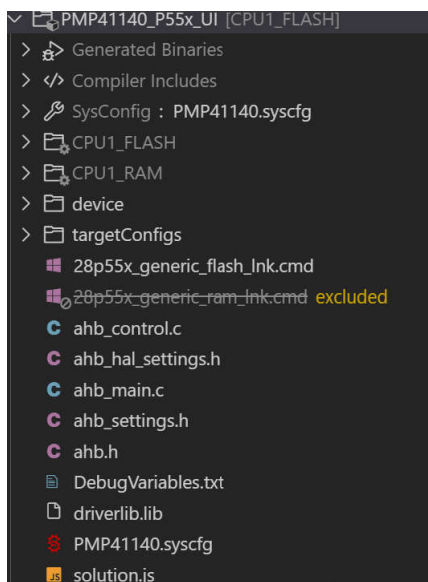 PMP41140_P55x_UI [CPU1_FLASH]
Generated Binaries
Compiler Includes
SysConfig : PMP41140.syscfg
CPU1_FLASH
CPU1_RAM
device
targetConfigs
28p55x_generic_flash_lnk.cmd
28p55x_generic_ram_lnk.cmd excluded
C ahb_control.c
C ahb_hal_settings.h
C ahb_main.c
C ahb_settings.h
C ahb.h
DebugVariables.txt
driverlib.lib
PMP41140.syscfg
JS solution.js